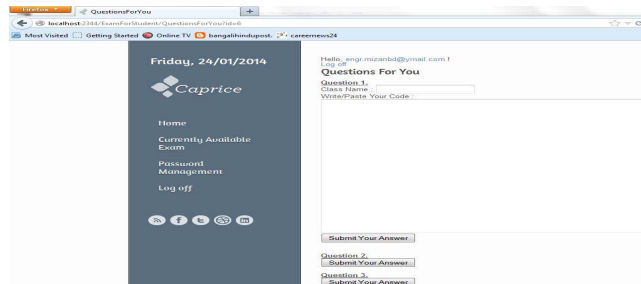 Firefox
QuestionsForYou
+
localhost:2344/ExamForStudent/QuestionsForYou?id=6
Most Visited Getting Started Online TV bangalihindupost. careernews24
Friday, 24/01/2014
Caprice
Home
Currently Available
Exam
Password
Management
Log off
Hello, engr.mizanbd@ymail.com !
Log off
Questions For You
Question 1.
Class Name :
Write/Paste Your Code :
Submit Your Answer
Question 2.
Submit Your Answer
Question 3.
Submit Your Answer